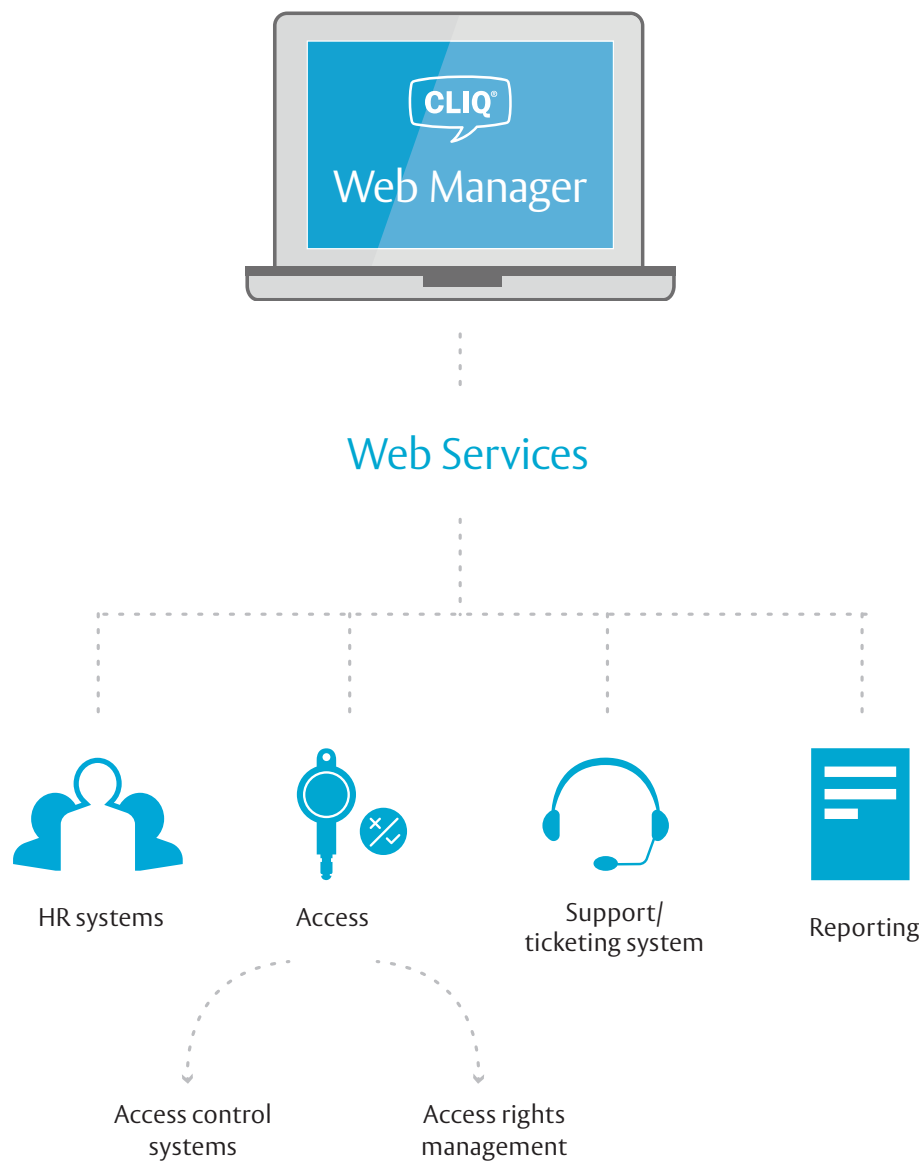 CLIQ®
Web Manager
Web Services
HR systems
Access
Support/
ticketing system
Reporting
Access control
systems
Access rights
management